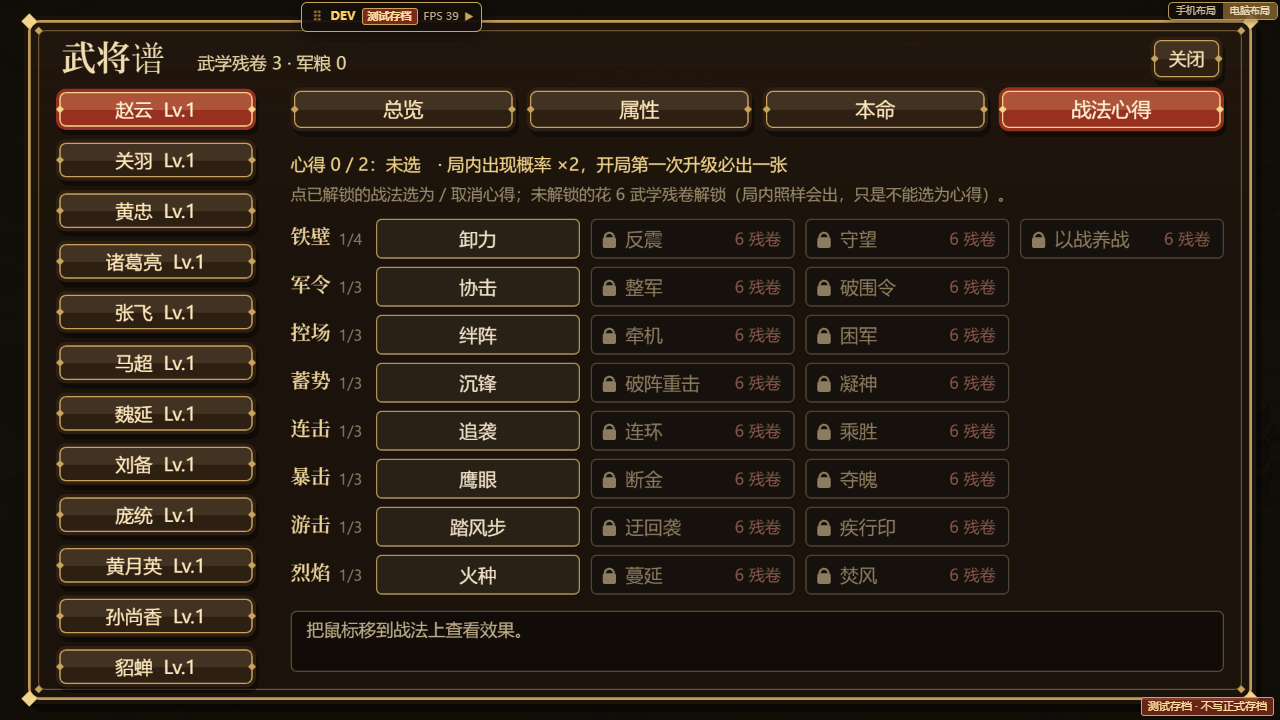 DEV 测试存档 FPS 39 ▶
手机布局 电脑布局
武将谱 武学残卷 3 · 军粮 0
关闭
赵云 Lv.1
关羽 Lv.1
黄忠 Lv.1
诸葛亮 Lv.1
张飞 Lv.1
马超 Lv.1
魏延 Lv.1
刘备 Lv.1
庞统 Lv.1
黄月英 Lv.1
孙尚香 Lv.1
貂蝉 Lv.1
总览 属性 本命 战法心得
心得 0 / 2：未选 · 局内出现概率 ×2，开局第一次升级必出一张
点已解锁的战法选为 / 取消心得；未解锁的花 6 武学残卷解锁（局内照样会出，只是不能选为心得）。
铁壁 1/4 卸力 反震 6 残卷 守望 6 残卷 以战养战 6 残卷
军令 1/3 协击 整军 6 残卷 破围令 6 残卷
控场 1/3 绊阵 牵机 6 残卷 困军 6 残卷
蓄势 1/3 沉锋 破阵重击 6 残卷 凝神 6 残卷
连击 1/3 追袭 连环 6 残卷 乘胜 6 残卷
暴击 1/3 鹰眼 断金 6 残卷 夺魄 6 残卷
游击 1/3 踏风步 迂回袭 6 残卷 疾行印 6 残卷
烈焰 1/3 火种 蔓延 6 残卷 焚风 6 残卷
把鼠标移到战法上查看效果。
测试存档 · 不写正式存档